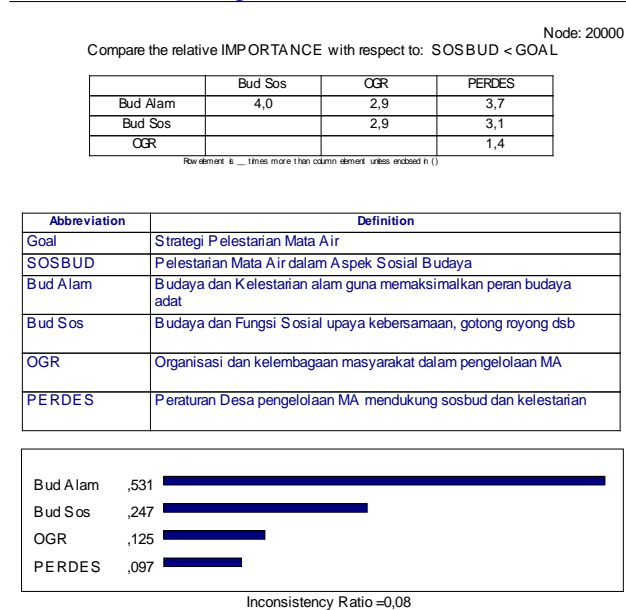 Node: 20000
Compare the relative IMPORTANCE with respect to: SOSBUD < GOAL
Bud Sos OGR PERDES
Bud Alam 4,0 2,9 3,7
Bud Sos 2,9 3,1
OGR 1,4
Row element is __ times more than column element unless enclosed in ()
Abbreviation Definition
Goal Strategi Pelestarian Mata Air
SOSBUD Pelestarian Mata Air dalam Aspek Sosial Budaya
Bud Alam Budaya dan Kelestarian alam guna memaksimalkan peran budaya
adat
Bud Sos Budaya dan Fungsi Sosial upaya kebersamaan, gotong royong dsb
OGR Organisasi dan kelembagaan masyarakat dalam pengelolaan MA
PERDES Peraturan Desa pengelolaan MA mendukung sosbud dan kelestarian
Bud Alam ,531
Bud Sos ,247
OGR ,125
PERDES ,097
Inconsistency Ratio =0,08